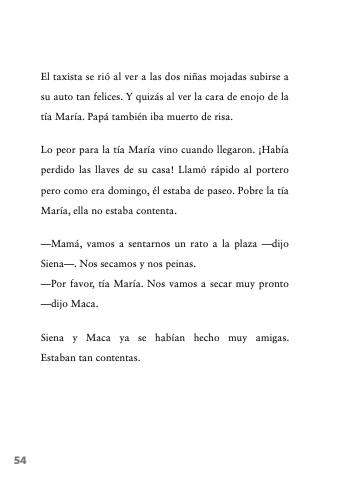 El taxista se rió al ver a las dos niñas mojadas subirse a
su auto tan felices. Y quizás al ver la cara de enojo de la
tía María. Papá también iba muerto de risa.
Lo peor para la tía María vino cuando llegaron. ¡Había
perdido las llaves de su casa! Llamó rápido al portero
pero como era domingo, él estaba de paseo. Pobre la tía
María, ella no estaba contenta.
—Mamá, vamos a sentarnos un rato a la plaza —dijo
Siena—. Nos secamos y nos peinas.
—Por favor, tía María. Nos vamos a secar muy pronto
—dijo Maca.
Siena y Maca ya se habían hecho muy amigas.
Estaban tan contentas.
54